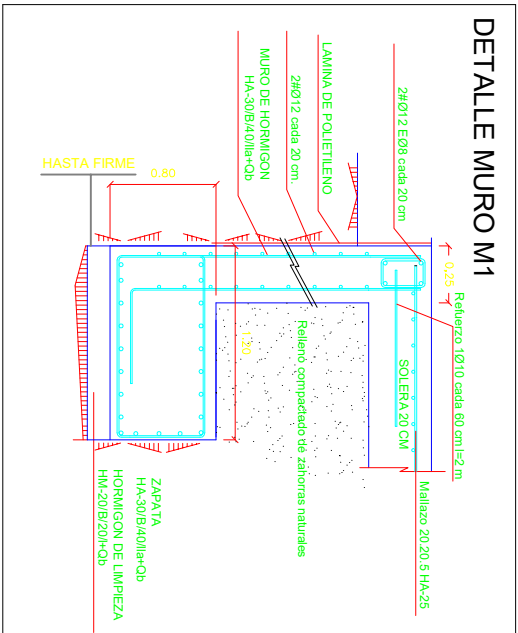 DETALLE MURO M1
2#Ø12 EØ8 cada 20 cm
LAMINA DE POLIETILENO
2#Ø12 cada 20 cm.
MURO DE HORMIGON
HA-30/B/40/IIa+Qb
HASTA FIRME
0.80
0,25
1.20
Refuerzo 1Ø10 cada 60 cm l=2 m
SOLERA 20 CM
Relleno compactado de zahorras naturales
Mallazo 20.20.5 HA-25
ZAPATA
HA-30/B/40/IIa+Qb
HORMIGON DE LIMPIEZA
HM-20/B/20/I+Qb